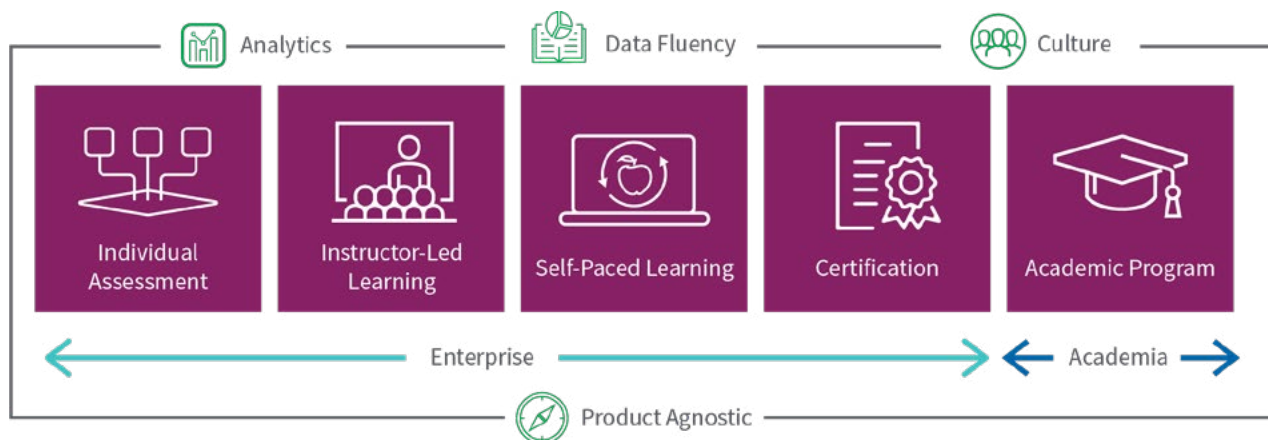 Analytics
Data Fluency
Culture
Individual
Assessment
Instructor-Led
Learning
Self-Paced Learning
Certification
Academic Program
Enterprise
Academia
Product Agnostic